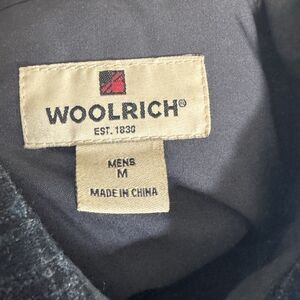 WOOLRICH®
EST. 1830
MENS
M
MADE IN CHINA